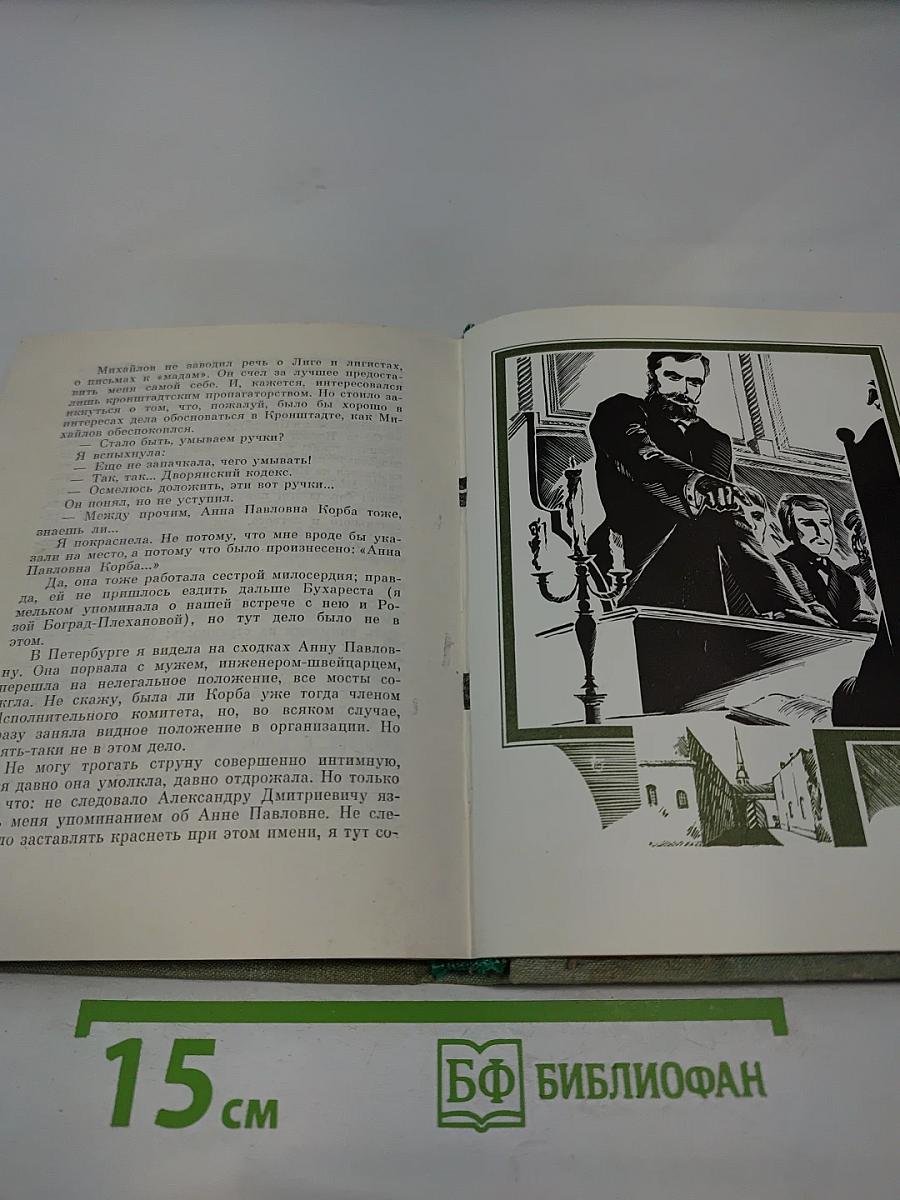 Михайлов не заводил речь о Лиге и лигистах,
о письмах к «мадам». Он счел за лучшее предоста-
вить меня самой себе. И, кажется, интересовался
лишь кронштадтским пропагаторством. Но стоило за-
икнуться о том, что, пожалуй, было бы хорошо в
интересах дела обосноваться в Кронштадте, как Ми-
хайлов обеспокоился.
— Стало быть, умываем ручки?
Я вспыхнула:
— Еще не запачкала, чего умывать!
— Так, так... Дворянский кодекс.
— Осмелюсь доложить, эти вот ручки...
Он понял, но не уступил.
— Между прочим, Анна Павловна Корба тоже,
знаешь ли...
Я покраснела. Не потому, что мне вроде бы ука-
зали на место, а потому что было произнесено: «Анна
Павловна Корба...»
Да, она тоже работала сестрой милосердия; прав-
да, ей не пришлось ездить дальше Бухареста (я
мельком упоминала о нашей встрече с нею и Ро-
зой Боград-Плехановой), но тут дело было не в
этом.
В Петербурге я видела на сходках Анну Павлов-
ну. Она порвала с мужем, инженером-швейцарцем,
перешла на нелегальное положение, все мосты со-
жгла. Не скажу, была ли Корба уже тогда членом
Исполнительного комитета, но, во всяком случае,
разу заняла видное положение в организации. Но
ять-таки не в этом дело.
Не могу трогать струну совершенно интимную,
я давно она умолкла, давно отдрожала. Но только
что: не следовало Александру Дмитриевичу яз-
ь меня упоминанием об Анне Павловне. Не сле-
ло заставлять краснеть при этом имени, я тут со-
15 см
БФ БИБЛИОФАН